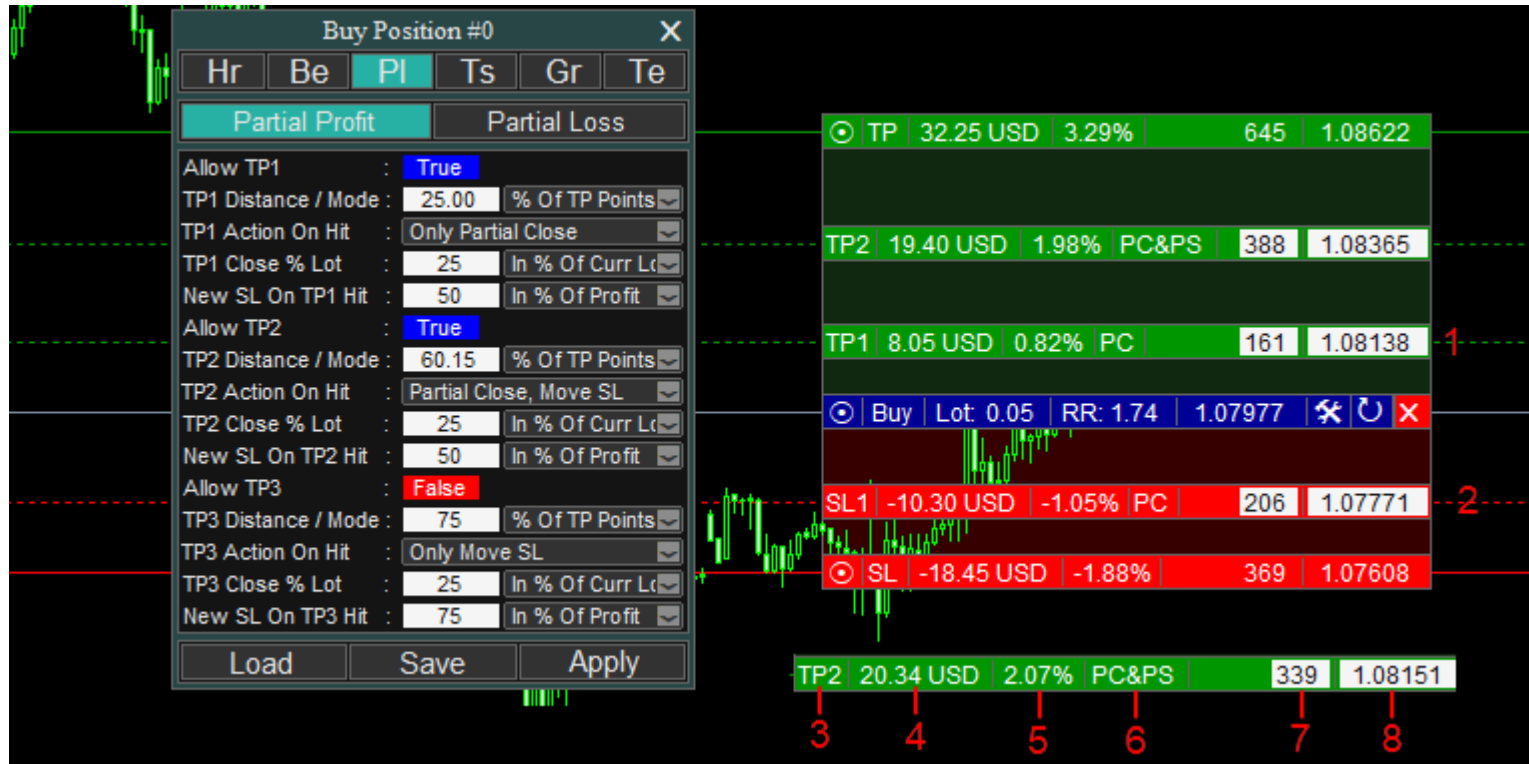 Buy Position #0 X
Hr Be Pl Ts Gr Te
Partial Profit Partial Loss
Allow TP1 : True
TP1 Distance / Mode : 25.00 % Of TP Points
TP1 Action On Hit : Only Partial Close
TP1 Close % Lot : 25 In % Of Curr Lo
New SL On TP1 Hit : 50 In % Of Profit
Allow TP2 : True
TP2 Distance / Mode : 60.15 % Of TP Points
TP2 Action On Hit : Partial Close, Move SL
TP2 Close % Lot : 25 In % Of Curr Lo
New SL On TP2 Hit : 50 In % Of Profit
Allow TP3 : False
TP3 Distance / Mode : 75 % Of TP Points
TP3 Action On Hit : Only Move SL
TP3 Close % Lot : 25 In % Of Curr Lo
New SL On TP3 Hit : 75 In % Of Profit
Load Save Apply
TP 32.25 USD 3.29% 645 1.08622
TP2 19.40 USD 1.98% PC&PS 388 1.08365
TP1 8.05 USD 0.82% PC 161 1.08138 1
Buy Lot: 0.05 RR: 1.74 1.07977
SL1 -10.30 USD -1.05% PC 206 1.07771 2
SL -18.45 USD -1.88% 369 1.07608
TP2 20.34 USD 2.07% PC&PS 339 1.08151
3 4 5 6 7 8